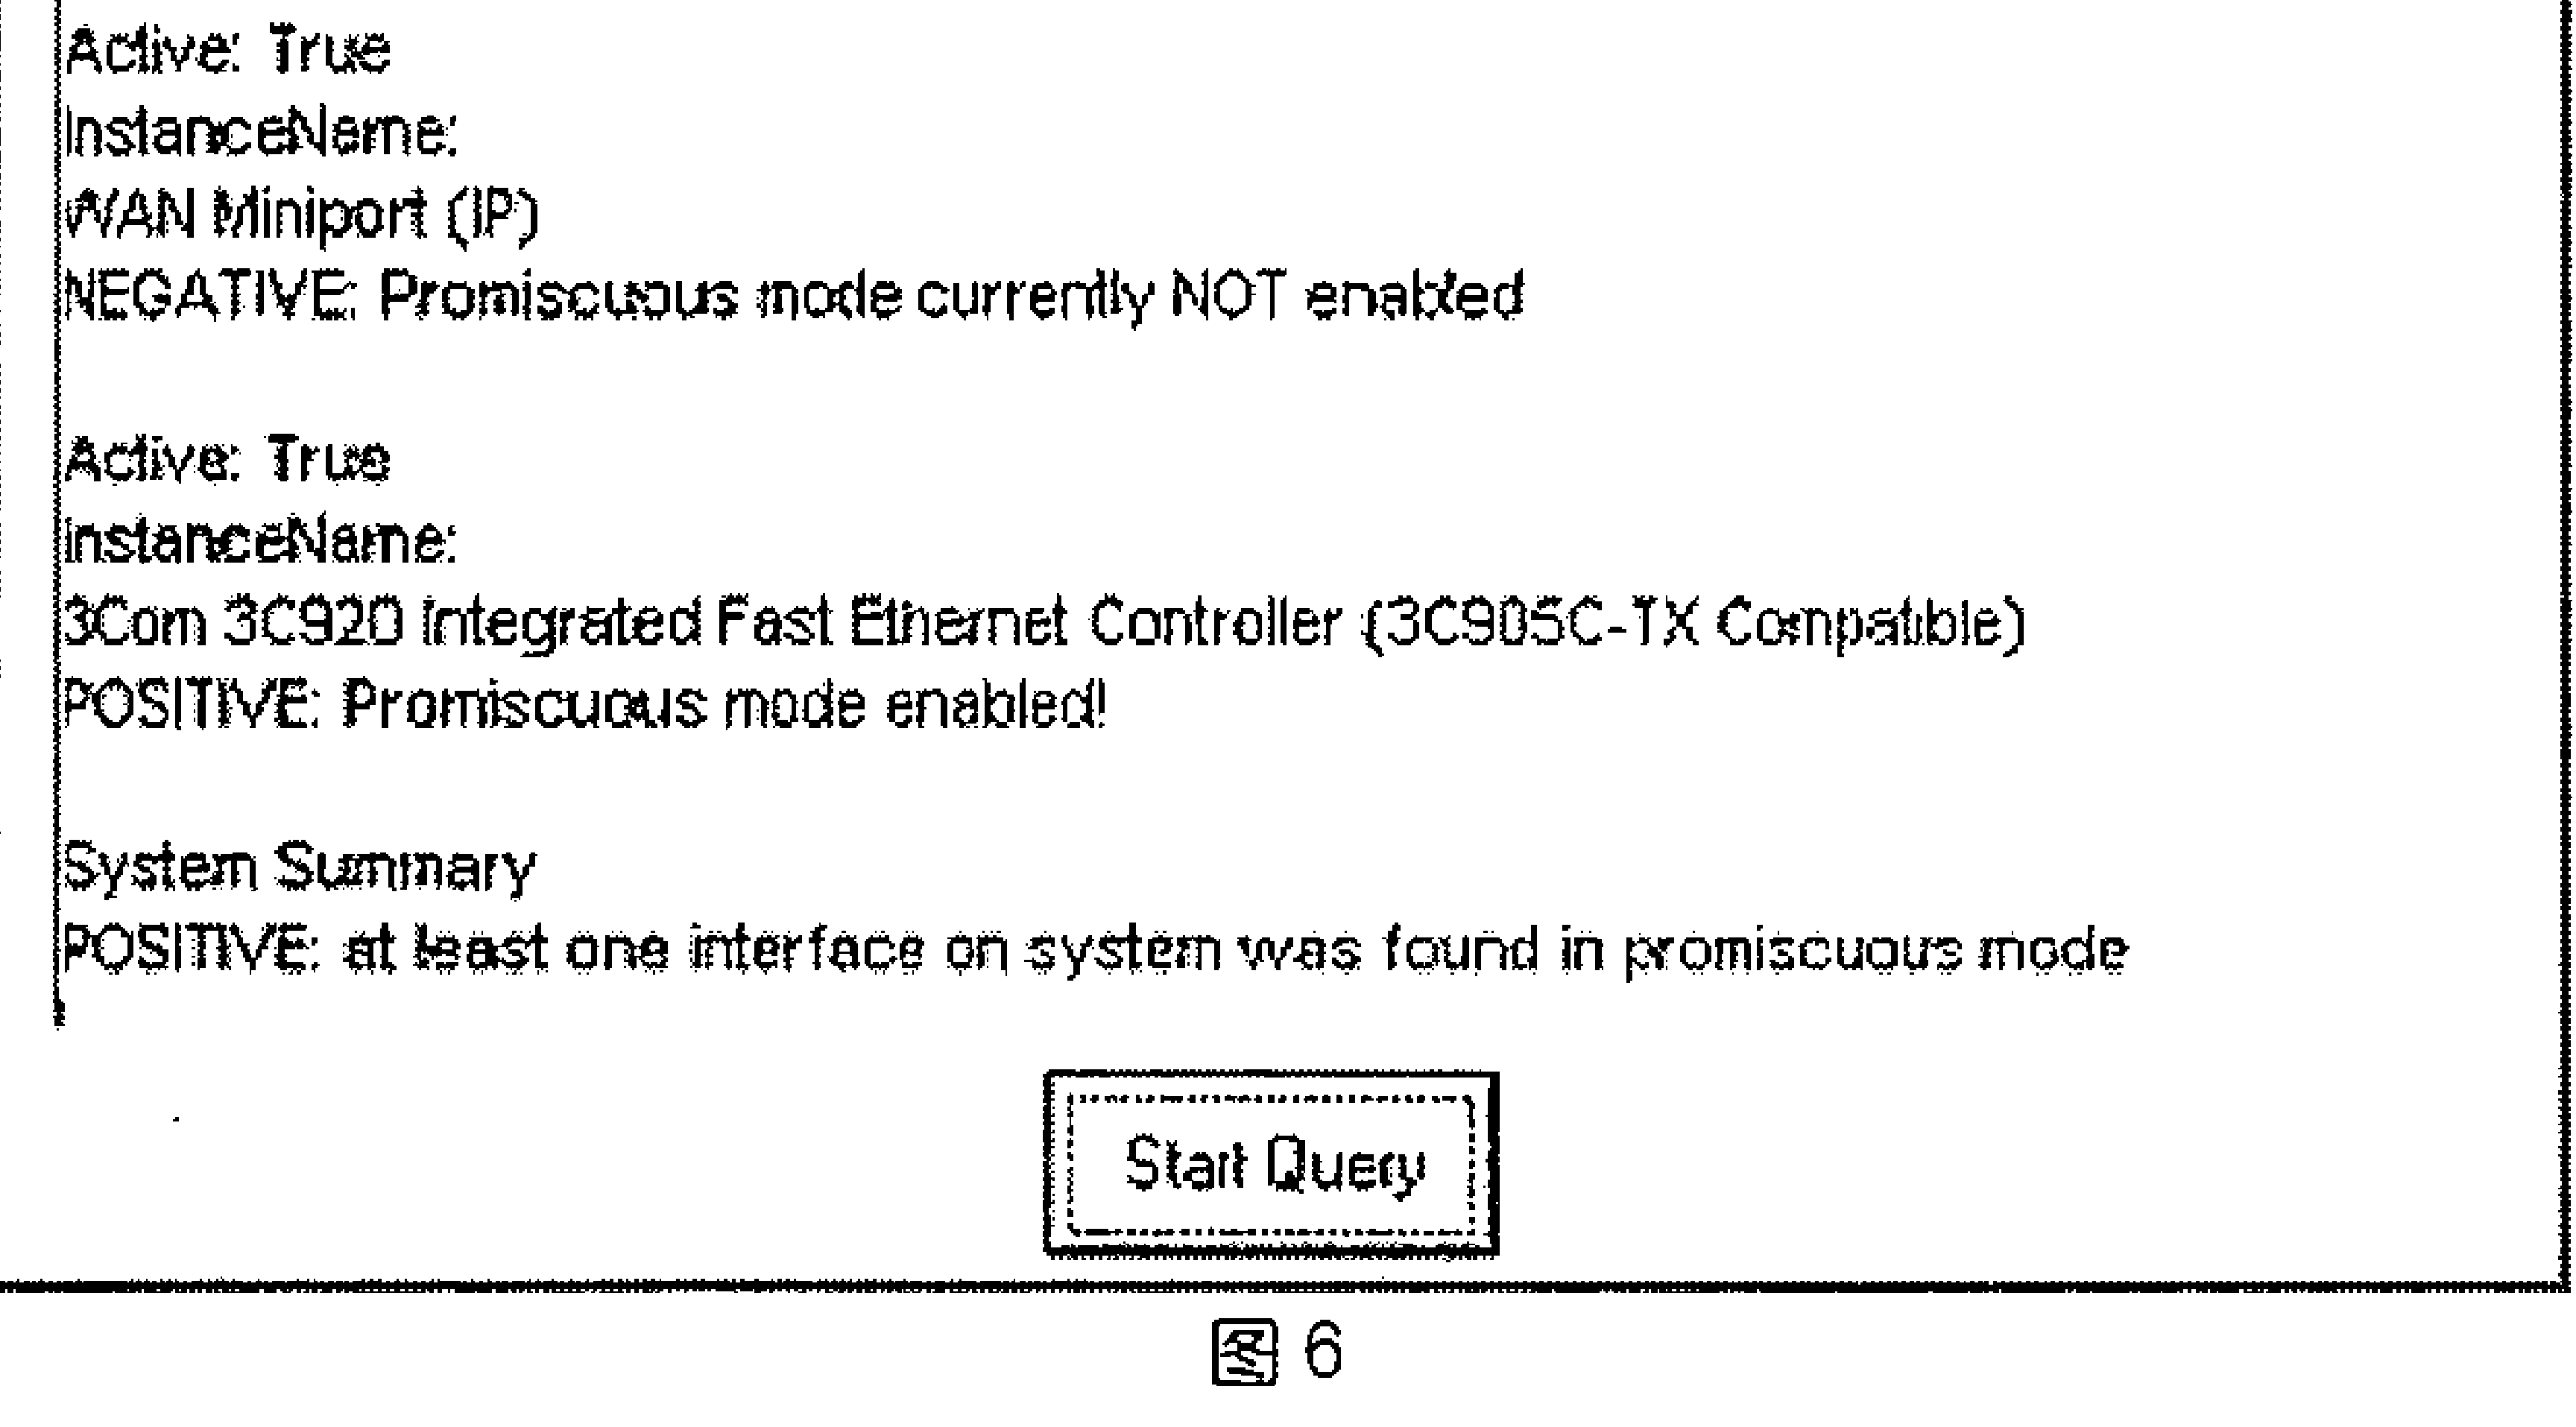 Active: True
InstanceName:
WAN Miniport (IP)
NEGATIVE: Promiscuous mode currently NOT enabled
Active: True
InstanceName:
3Com 3C920 Integrated Fast Ethernet Controller (3C905C-TX Compatible)
POSITIVE: Promiscuous mode enabled!
System Summary
POSITIVE: at least one interface on system was found in promiscuous mode
Start Query
图 6